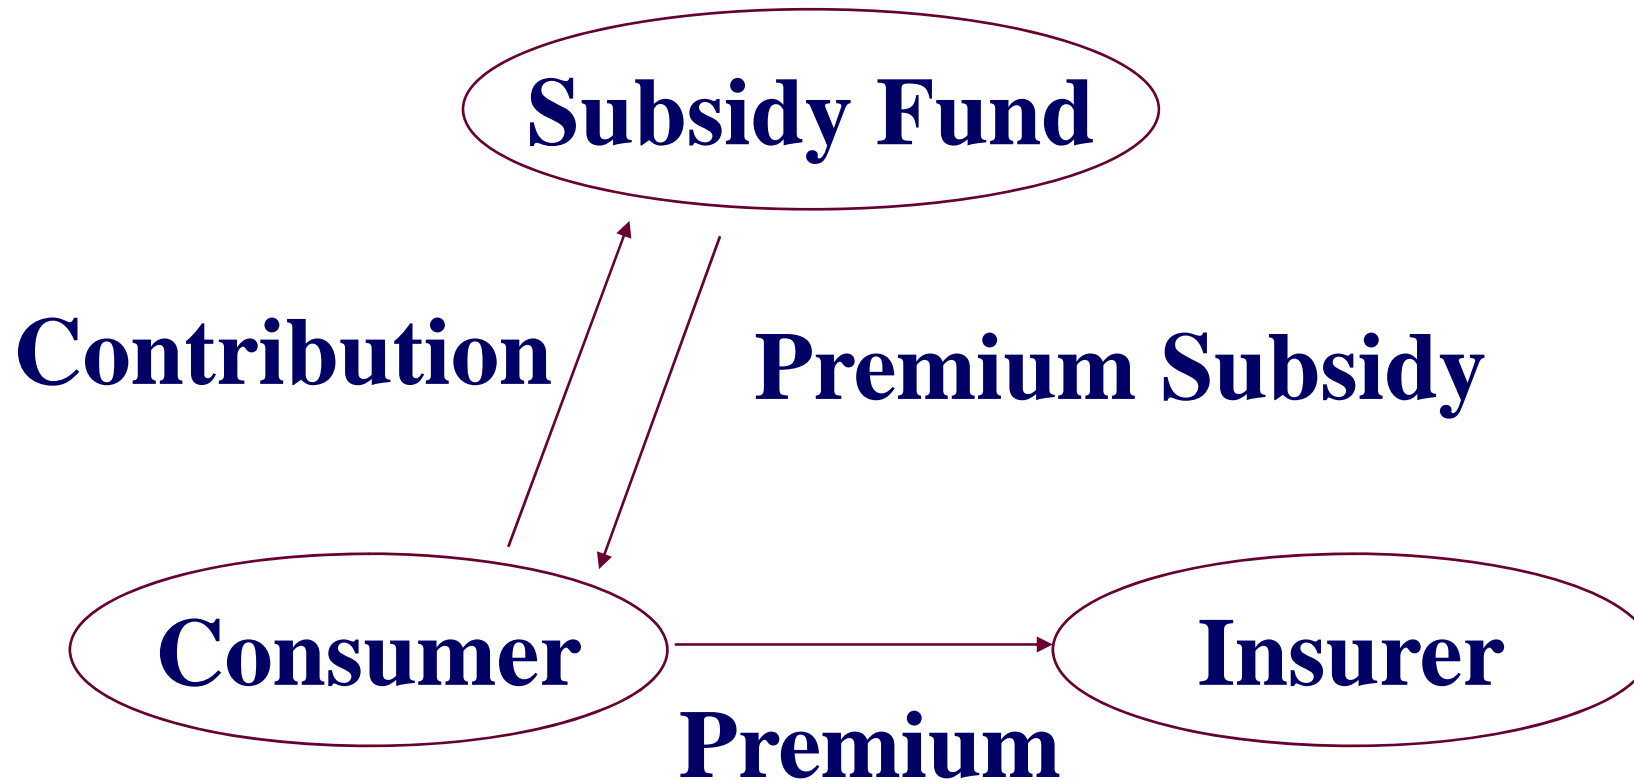 Subsidy Fund
Contribution
Premium Subsidy
Consumer
Insurer
Premium